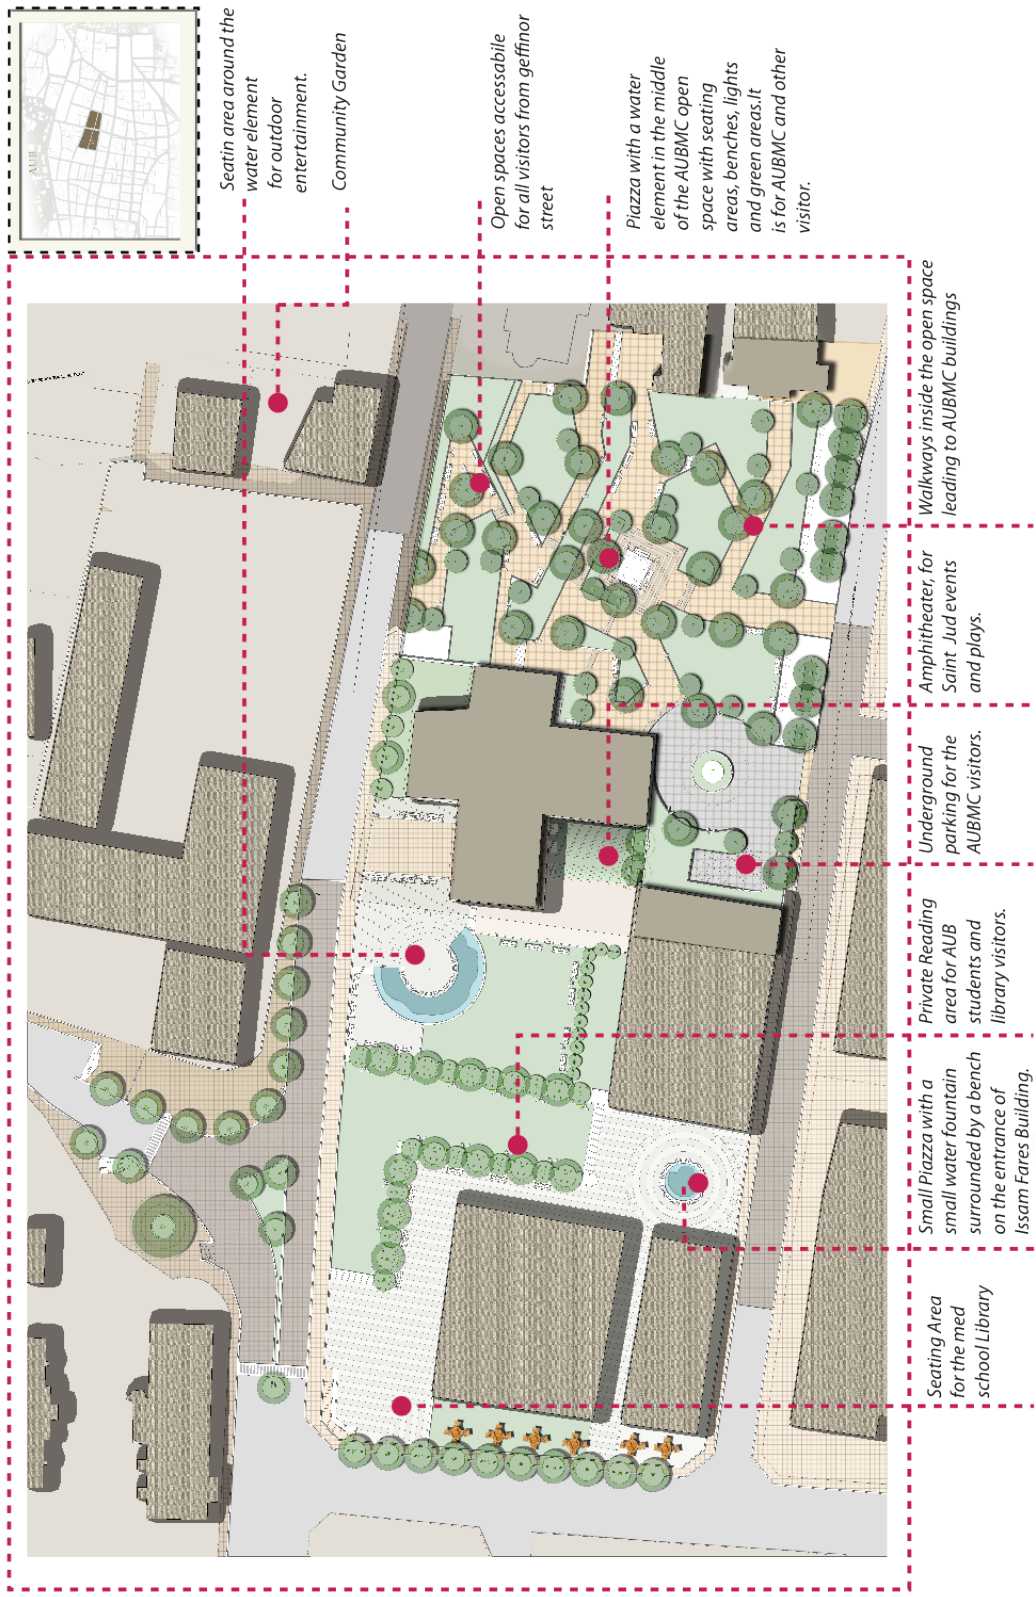 AUB
Seatin area around the
water element
for outdoor
entertainment.
Community Garden
Open spaces accessabile
for all visitors from geffinor
street
Piazza with a water
element in the middle
of the AUBMC open
space with seating
areas, benches, lights
and green areas.It
is for AUBMC and other
visitor.
Seating Area
for the med
school Library
Small Piazza with a
small water fountain
surrounded by a bench
on the entrance of
Issam Fares Building.
Private Reading
area for AUB
students and
library visitors.
Underground
parking for the
AUBMC visitors.
Amphitheater, for
Saint Jud events
and plays.
Walkways inside the open space
leading to AUBMC buildings